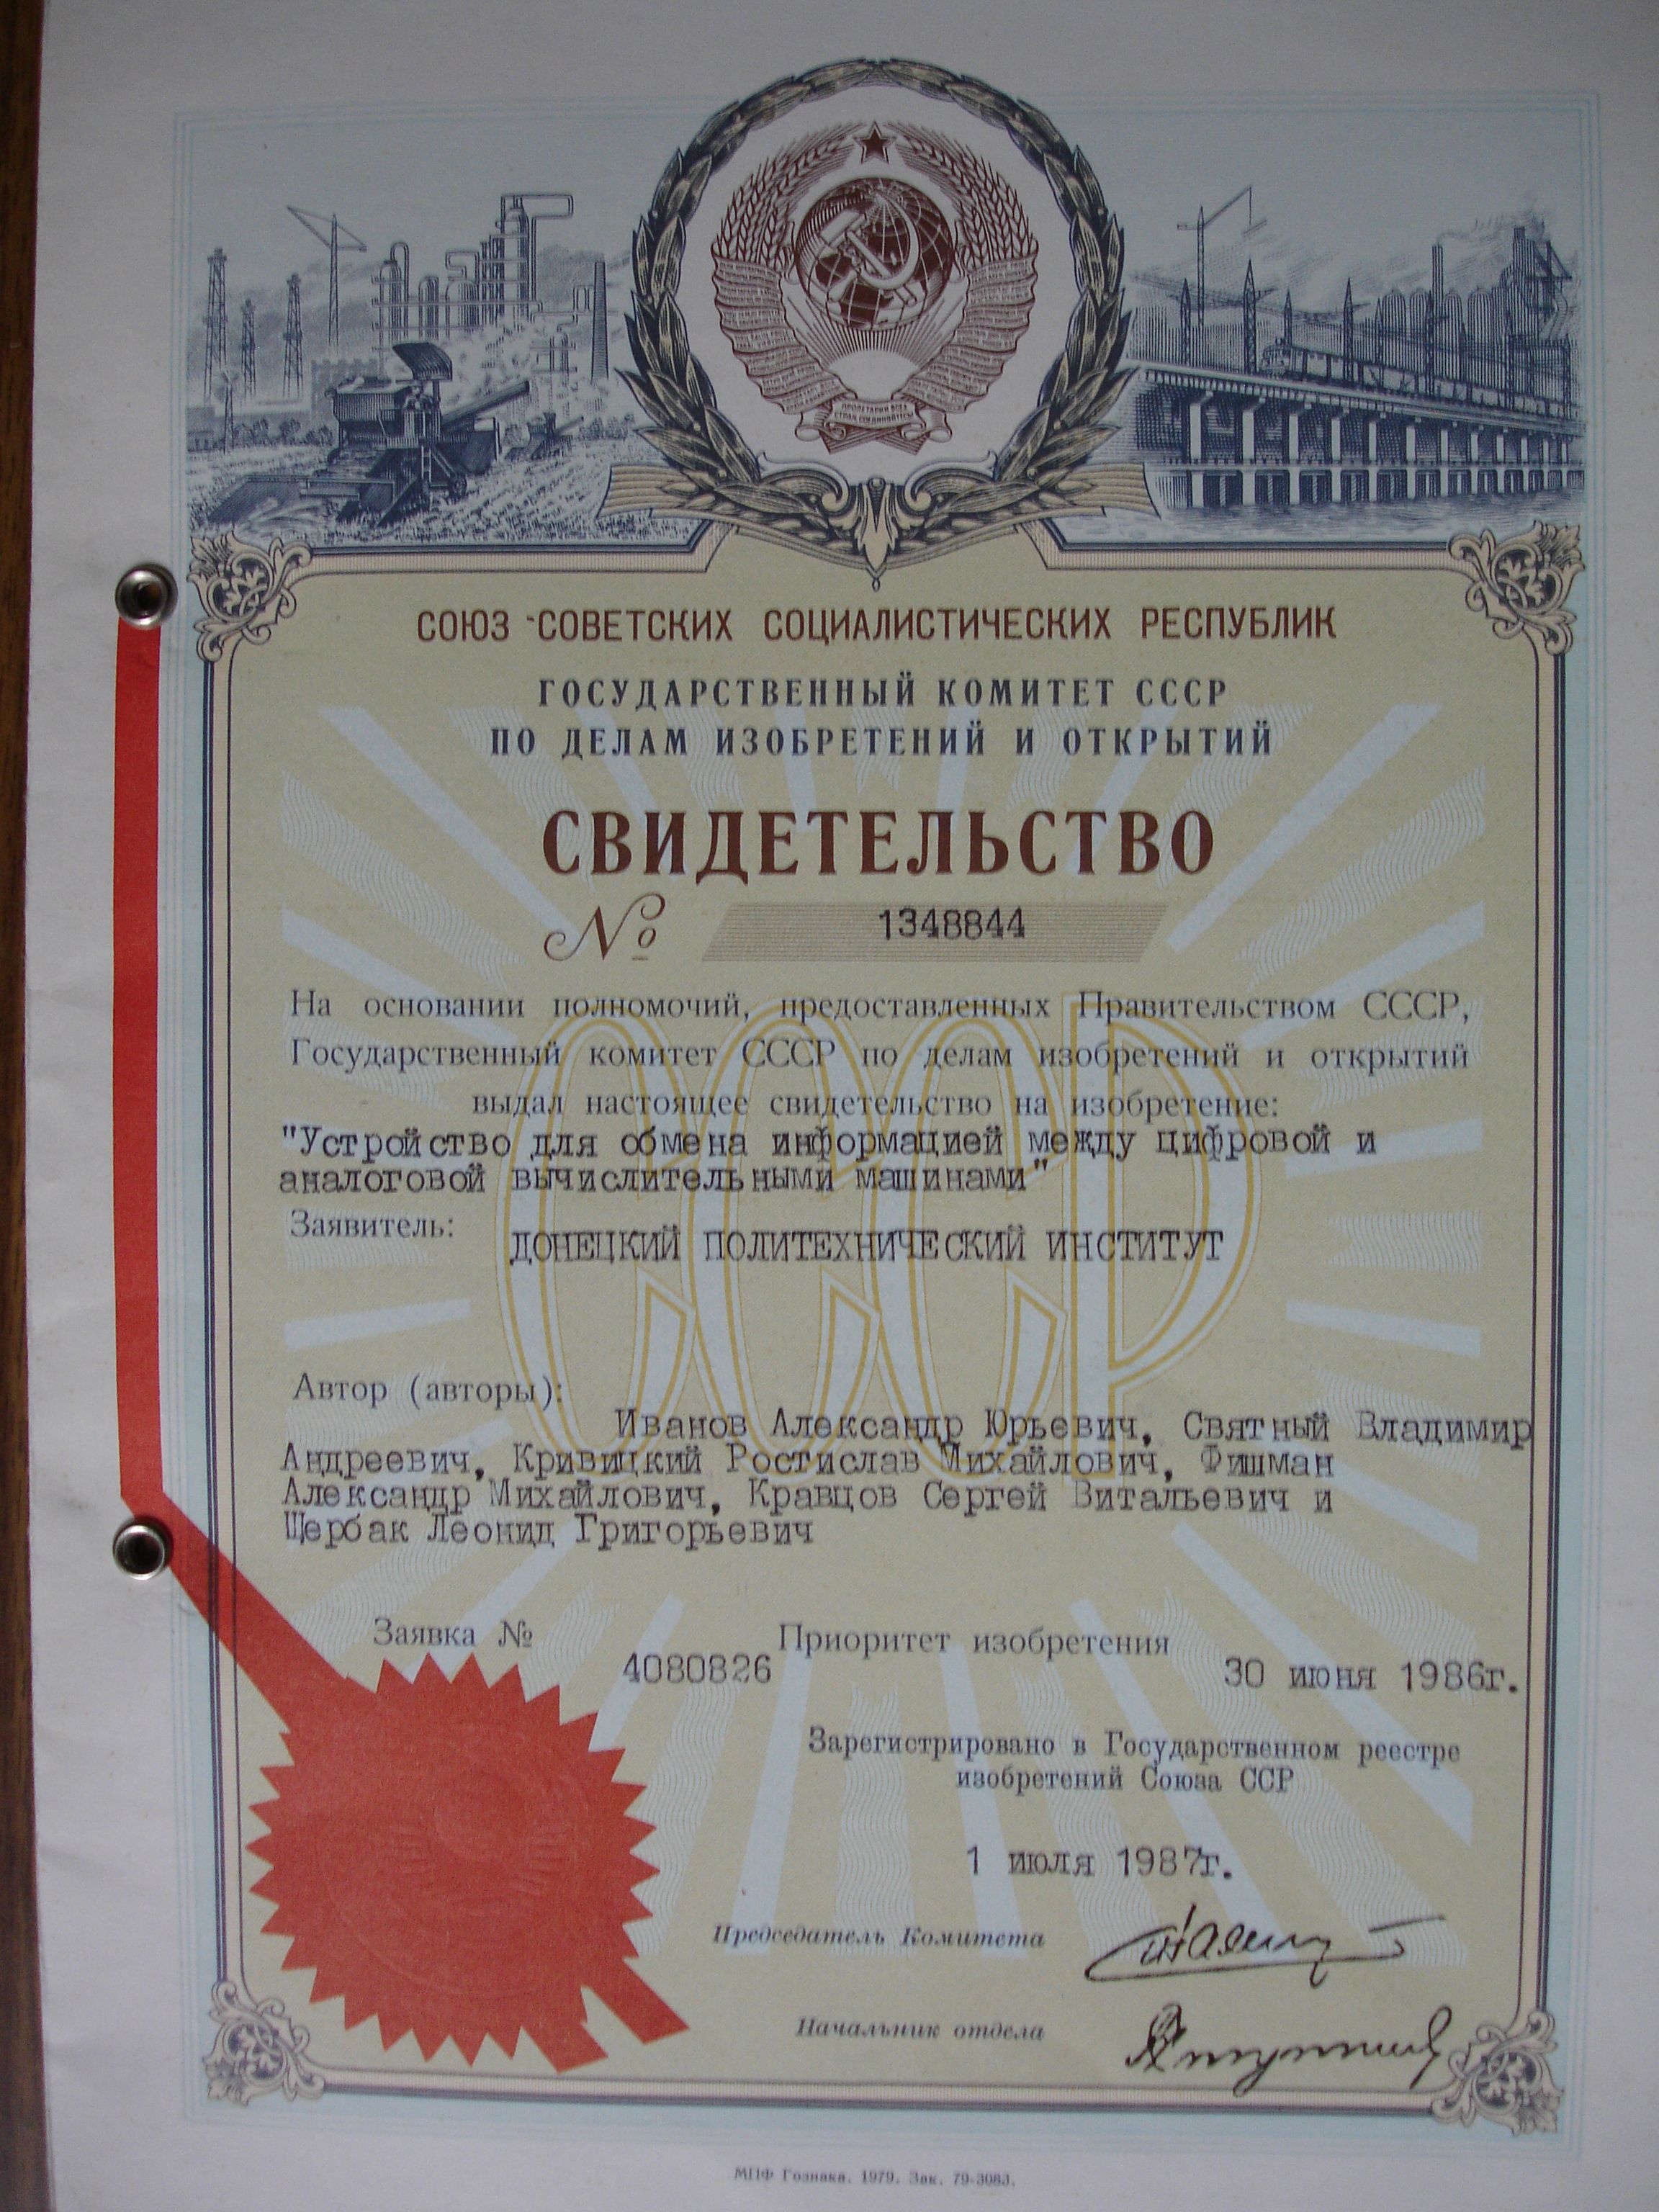 ПРОЛЕТАРИИ ВСЕХ
СТРАН, СОЕДИНЯЙТЕСЬ!
СОЮЗ СОВЕТСКИХ СОЦИАЛИСТИЧЕСКИХ РЕСПУБЛИК
ГОСУДАРСТВЕННЫЙ КОМИТЕТ СССР
ПО ДЕЛАМ ИЗОБРЕТЕНИЙ И ОТКРЫТИЙ
СВИДЕТЕЛЬСТВО
№ 1348844
СССР
На основании полномочий, предоставленных Правительством СССР,
Государственный комитет СССР по делам изобретений и открытий
выдал настоящее свидетельство на изобретение:
"Устройство для обмена информацией между цифровой и
аналоговой вычислительными машинами"
Заявитель: ДОНЕЦКИЙ ПОЛИТЕХНИЧЕСКИЙ ИНСТИТУТ
Автор (авторы):
Иванов Александр Юрьевич, Святный Владимир
Андреевич, Кривицкий Ростислав Михайлович, Фишман
Александр Михайлович, Кравцов Сергей Витальевич и
Щербак Леонид Григорьевич
Заявка № 4080826 Приоритет изобретения 30 июня 1986г.
Зарегистрировано в Государственном реестре
изобретений Союза ССР
1 июля 1987г.
Председатель Комитета
Начальник отдела
МПФ Гознака. 1979. Зак. 79-3083.